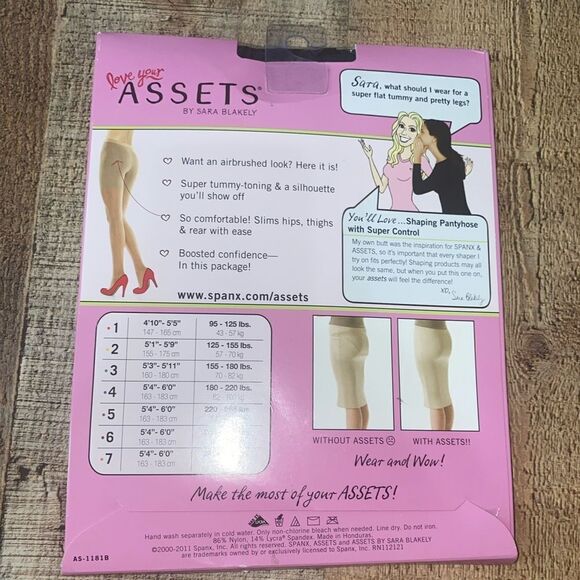 love your
ASSETS®
BY SARA BLAKELY
Sara, what should I wear for a
super flat tummy and pretty legs?
Want an airbrushed look? Here it is!
Super tummy-toning & a silhouette
you'll show off
So comfortable! Slims hips, thighs
& rear with ease
Boosted confidence—
In this package!
www.spanx.com/assets
You'll Love...Shaping Pantyhose
with Super Control
My own butt was the inspiration for SPANX &
ASSETS, so it's important that every shaper I
try on fits perfectly! Shaping products may all
look the same, but when you put this one on,
your assets will feel the difference!
xo,
Sara Blakely
• 1 4'10"- 5'5" 95 - 125 lbs.
147 - 165 cm 43 - 57 kg
• 2 5'1"- 5'9" 125 - 155 lbs.
155 - 175 cm 57 - 70 kg
• 3 5'3"- 5'11" 155 - 180 lbs.
160 - 180 cm 70 - 82 kg
• 4 5'4"- 6'0" 180 - 220 lbs.
163 - 183 cm
• 5 5'4"- 6'0" 220
163 - 183 cm
• 6 5'4"- 6'0"
163 - 183 cm
• 7 5'4"- 6'0"
163 - 183 cm
WITHOUT ASSETS ☹
WITH ASSETS!!
Wear and Wow!
Make the most of your ASSETS!
Hand wash separately in cold water. Only non-chlorine bleach when needed. Line dry. Do not iron.
86% Nylon, 14% Lycra® Spandex. Made in Honduras.
©2000-2011 Spanx, Inc. All rights reserved. SPANX, ASSETS and ASSETS BY SARA BLAKELY
are trademarks owned by or exclusively licensed to Spanx, Inc. RN112121
AS-1181B